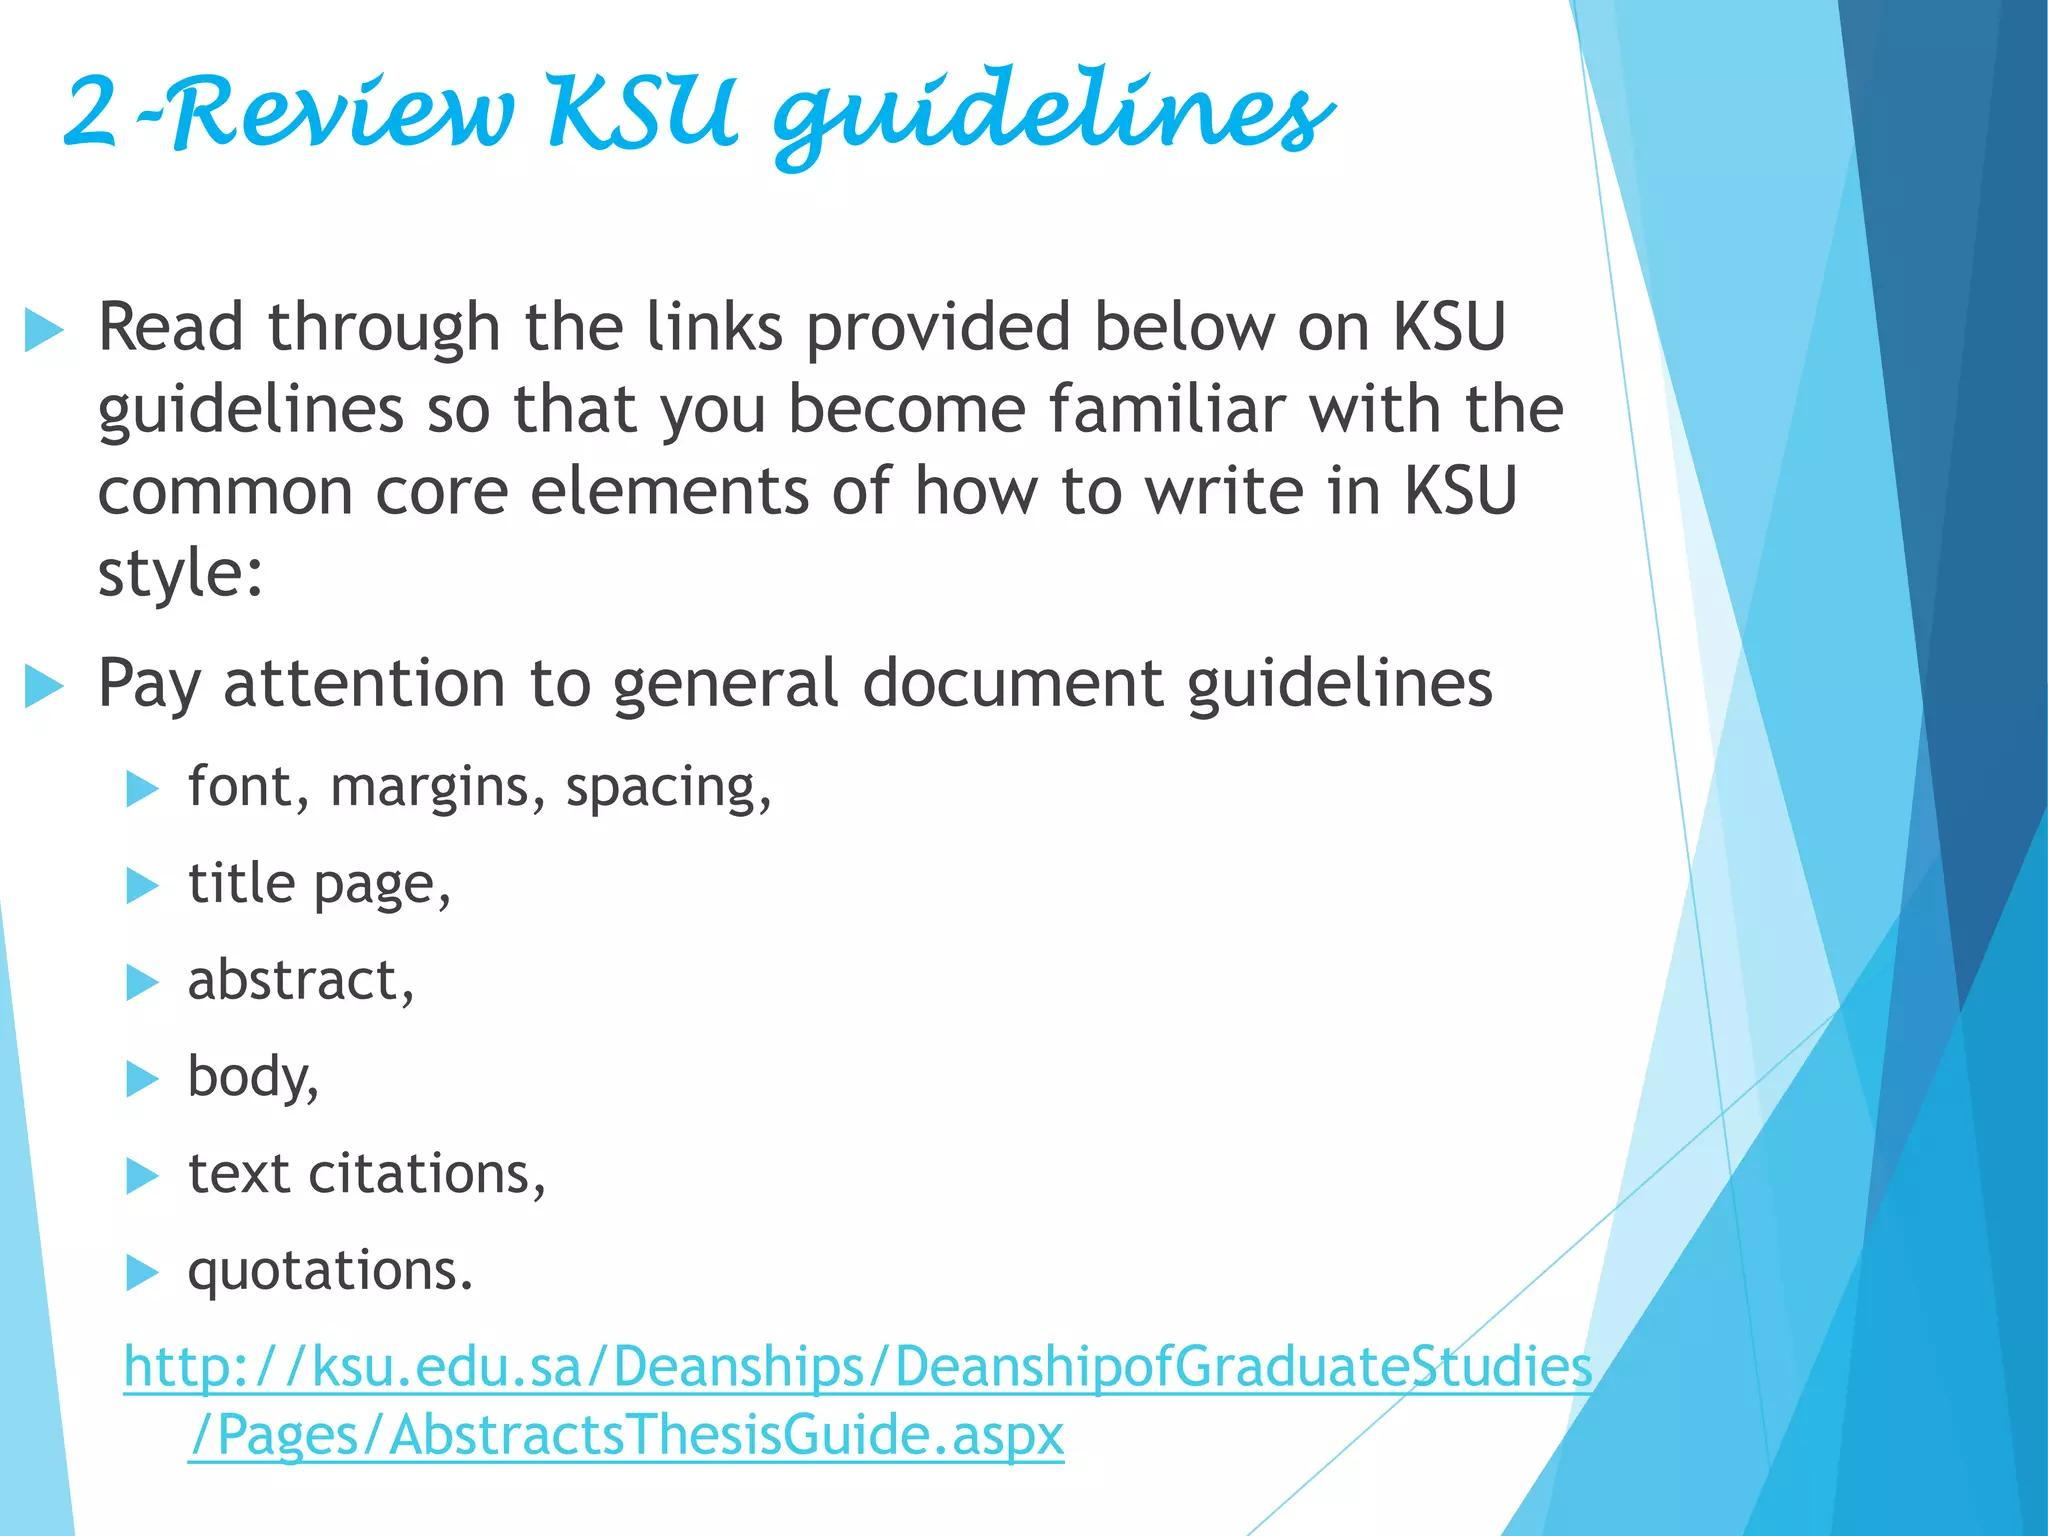 2-Review KSU guidelines
Read through the links provided below on KSU
guidelines so that you become familiar with the
common core elements of how to write in KSU
style:
Pay attention to general document guidelines
font, margins, spacing,
title page,
abstract,
body,
text citations,
quotations.
http://ksu.edu.sa/Deanships/DeanshipofGraduateStudies
/Pages/AbstractsThesisGuide.aspx